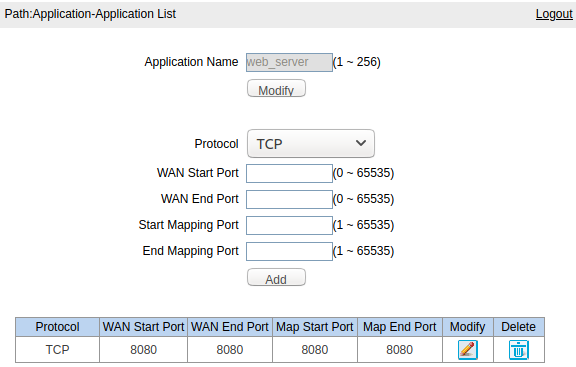 Path:Application-Application List Logout
Application Name web_server (1 ~ 256)
Modify
Protocol TCP
WAN Start Port (0 ~ 65535)
WAN End Port (0 ~ 65535)
Start Mapping Port (1 ~ 65535)
End Mapping Port (1 ~ 65535)
Add
Protocol WAN Start Port WAN End Port Map Start Port Map End Port Modify Delete
TCP 8080 8080 8080 8080